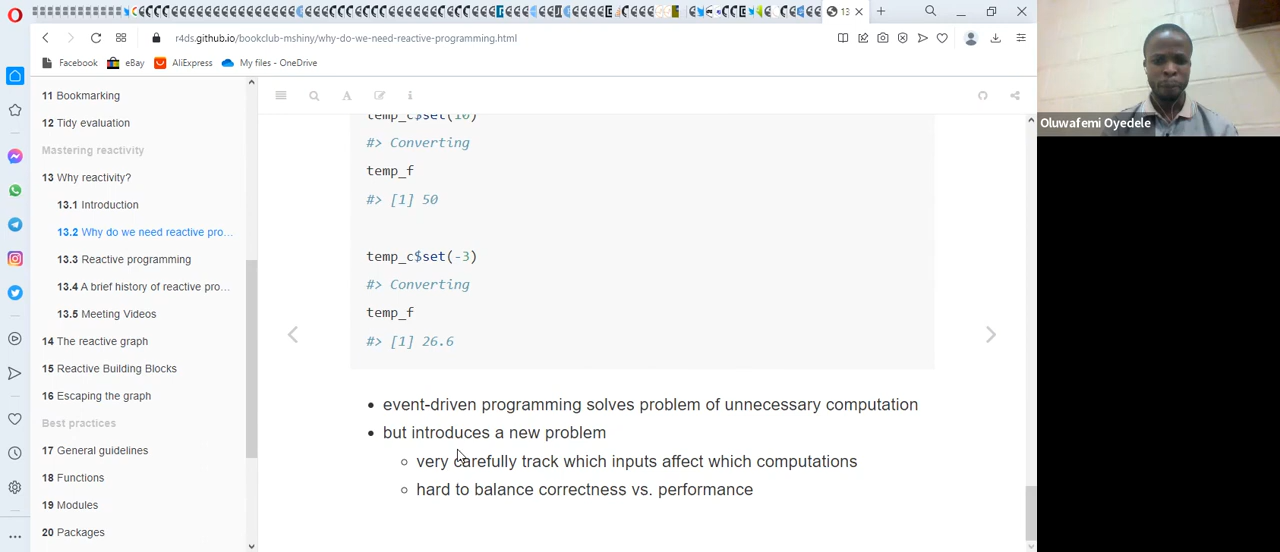 13
r4ds.github.io/bookclub-mshiny/why-do-we-need-reactive-programming.html
Facebook
eBay
AliExpress
My files - OneDrive
11 Bookmarking
12 Tidy evaluation
Mastering reactivity
13 Why reactivity?
13.1 Introduction
13.2 Why do we need reactive pro...
13.3 Reactive programming
13.4 A brief history of reactive pro...
13.5 Meeting Videos
14 The reactive graph
15 Reactive Building Blocks
16 Escaping the graph
Best practices
17 General guidelines
18 Functions
19 Modules
20 Packages
temp_c$set(10)
#> Converting
temp_f
#> [1] 50
temp_c$set(-3)
#> Converting
temp_f
#> [1] 26.6
• event-driven programming solves problem of unnecessary computation
• but introduces a new problem
○ very carefully track which inputs affect which computations
○ hard to balance correctness vs. performance
Oluwafemi Oyedele